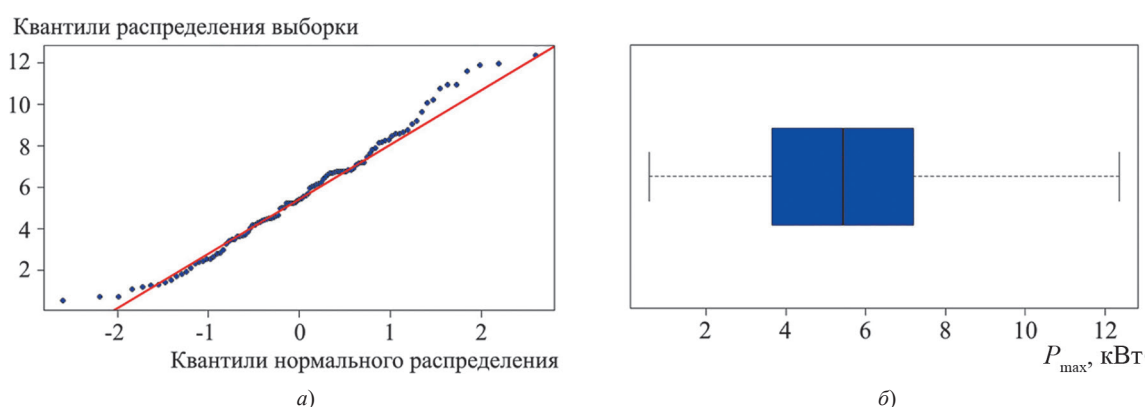 Квантили распределения выборки
12
10
8
6
4
2
-2 -1 0 1 2
Квантили нормального распределения
а)
2 4 6 8 10 12
Pmax, кВт
б)